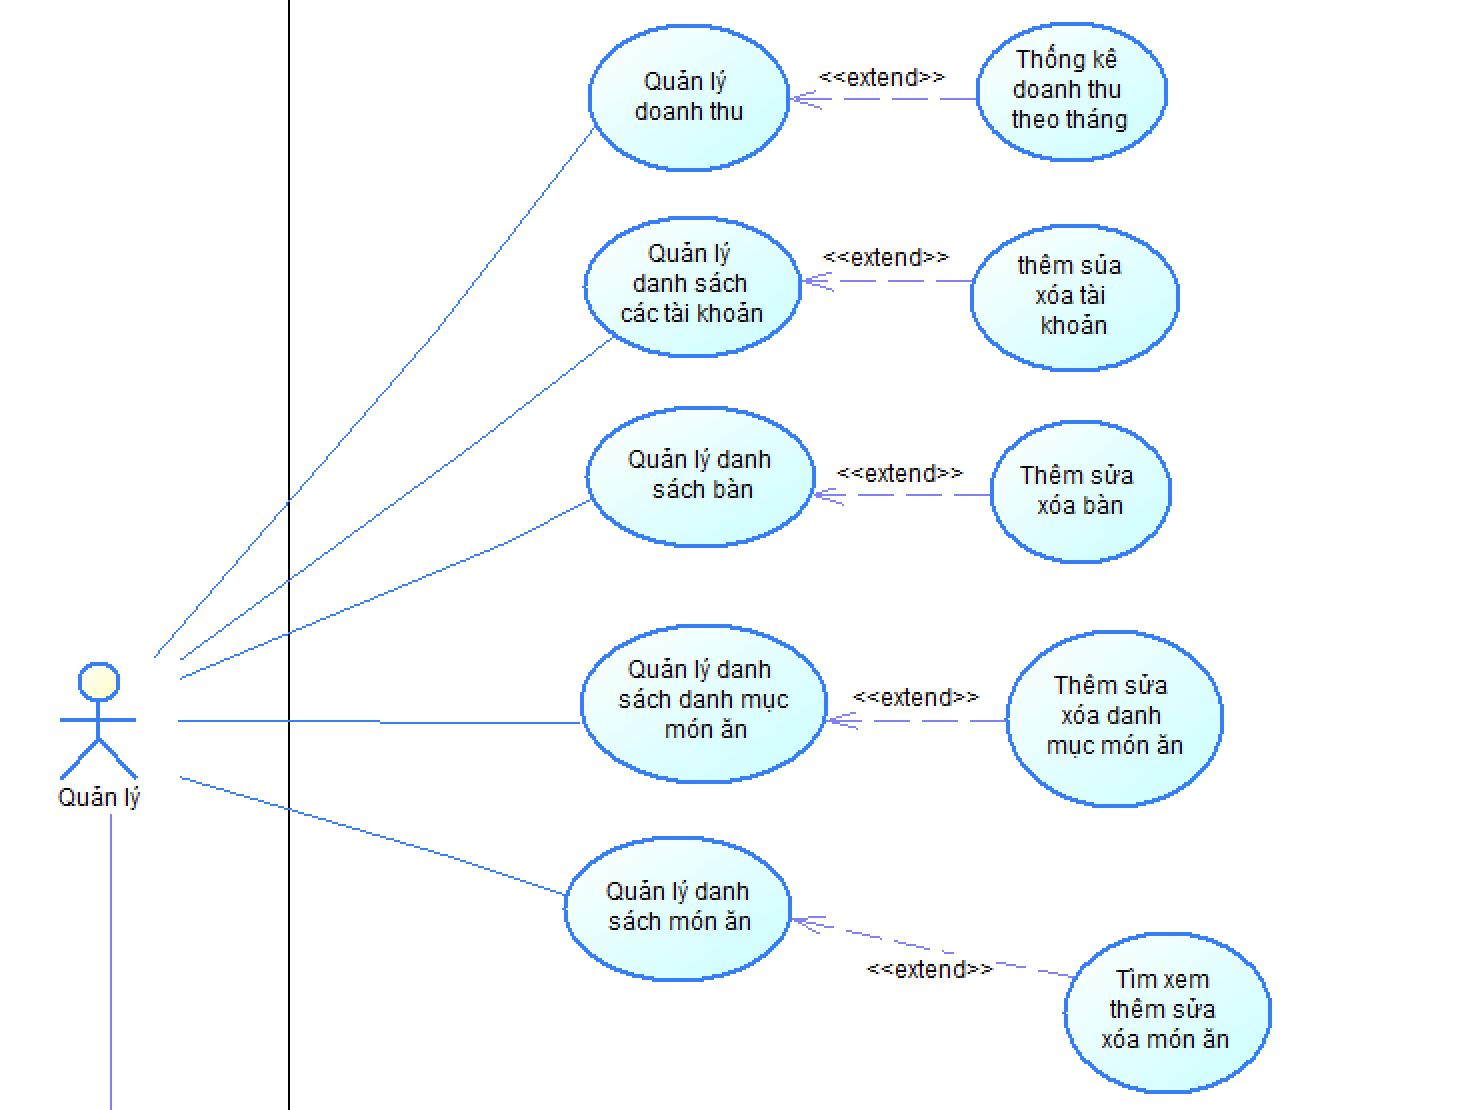 Quản lý
doanh thu
<<extend>>
Thống kê
doanh thu
theo tháng
Quản lý
danh sách
các tài khoản
<<extend>>
thêm sủa
xóa tài
khoản
Quản lý danh
sách bàn
<<extend>>
Thêm sửa
xóa bàn
Quản lý danh
sách danh mục
món ăn
<<extend>>
Thêm sửa
xóa danh
mục món ăn
Quản lý
Quản lý danh
sách món ăn
<<extend>>
Tìm xem
thêm sửa
xóa món ăn